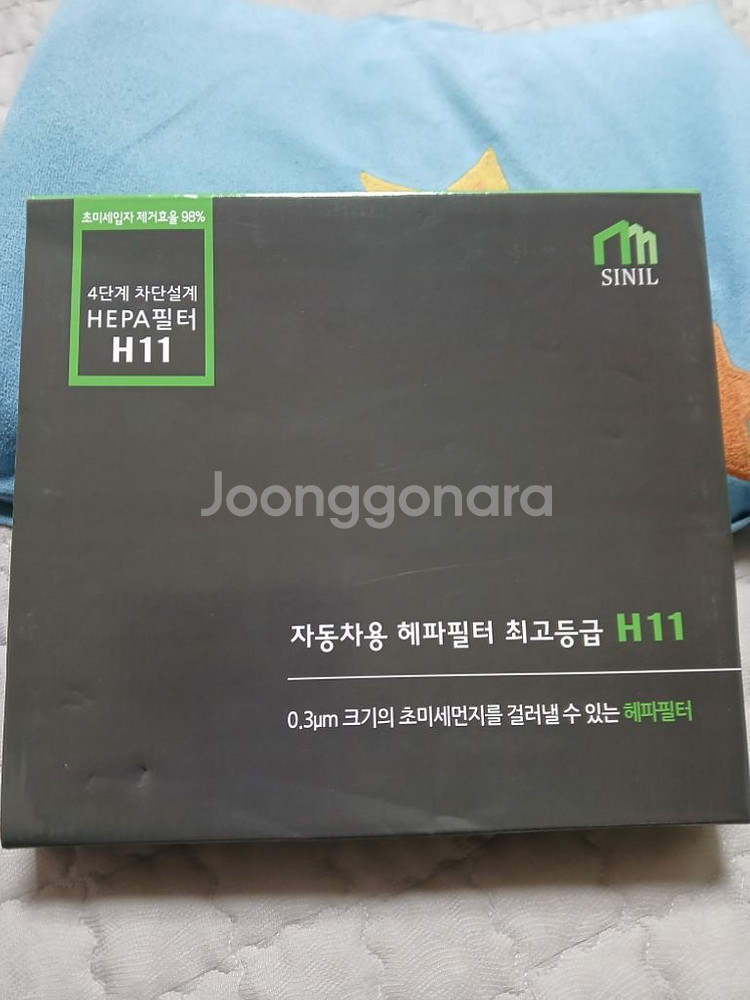 초미세입자 제거효율 98%
4단계 차단설계
HEPA필터
H11
SINIL
Joonggonara
자동차용 헤파필터 최고등급 H11
0.3μm 크기의 초미세먼지를 걸러낼 수 있는 헤파필터